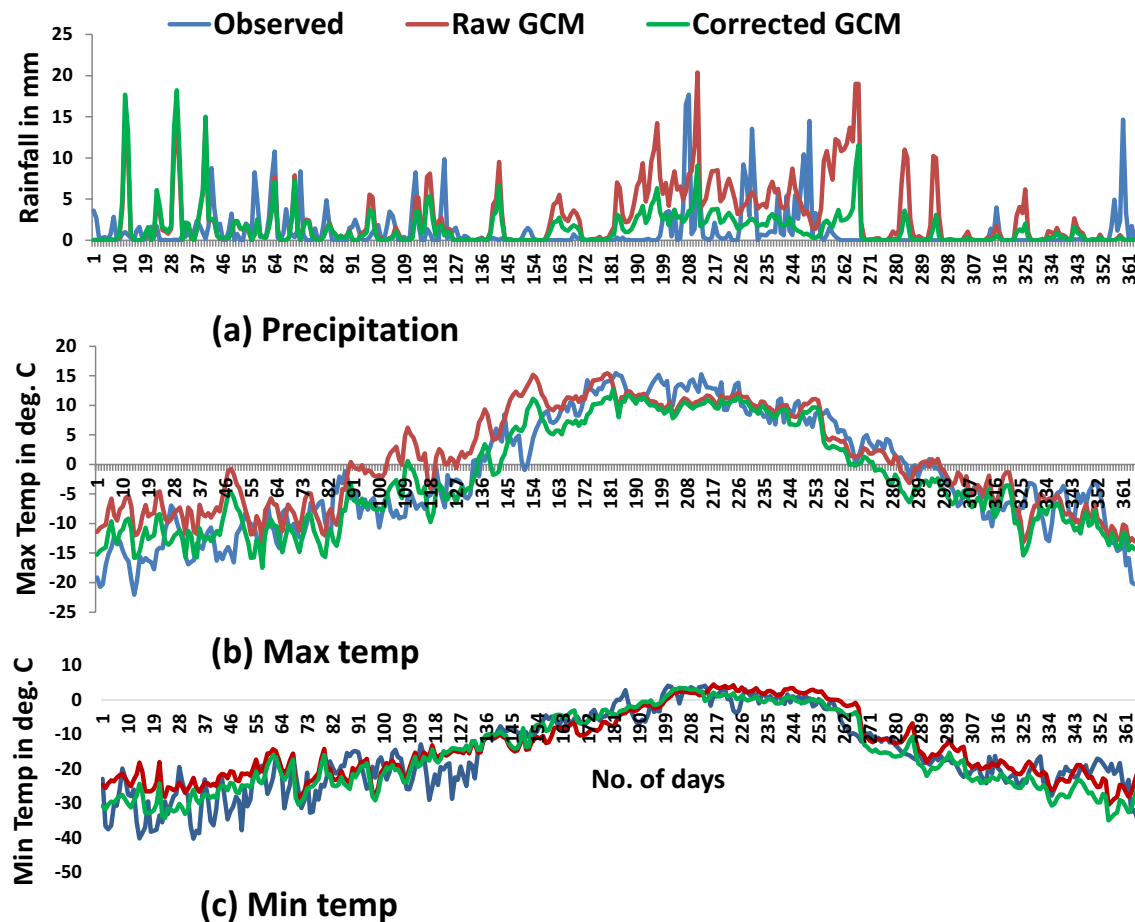 Observed Raw GCM Corrected GCM
Rainfall in mm
25
20
15
10
5
0
1 10 19 28 37 46 55 64 73 82 91 100 109 118 127 136 145 154 163 172 181 190 199 208 217 226 235 244 253 262 271 280 289 298 307 316 325 334 343 352 361
(a) Precipitation
Max Temp in deg. C
20
15
10
5
0
-5
-10
-15
-20
-25
1 10 19 28 37 46 55 64 73 82 91 100 109 118 127 136 145 154 163 172 181 190 199 208 217 226 235 244 253 262 271 280 289 298 307 316 325 334 343 352 361
(b) Max temp
Min Temp in deg. C
10
0
-10
-20
-30
-40
-50
1 10 19 28 37 46 55 64 73 82 91 100 109 118 127 136 145 154 163 172 181 190 199 208 217 226 235 244 253 262 271 280 289 298 307 316 325 334 343 352 361
No. of days
(c) Min temp